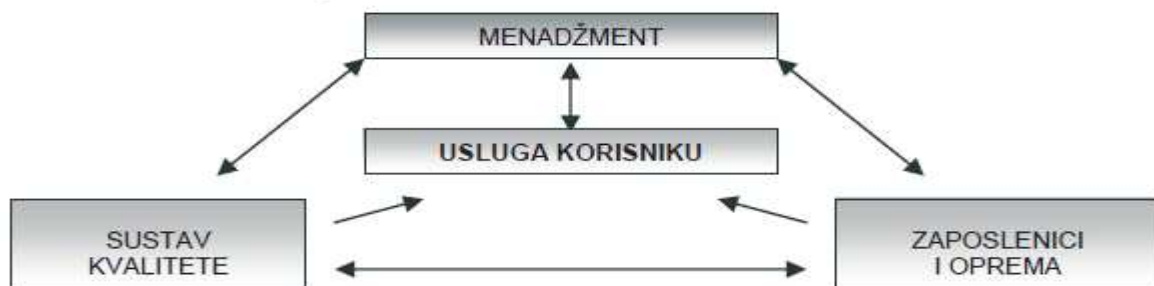 MENADŽMENT
USLUGA KORISNIKU
SUSTAV
KVALITETE
ZAPOSLENICI
I OPREMA